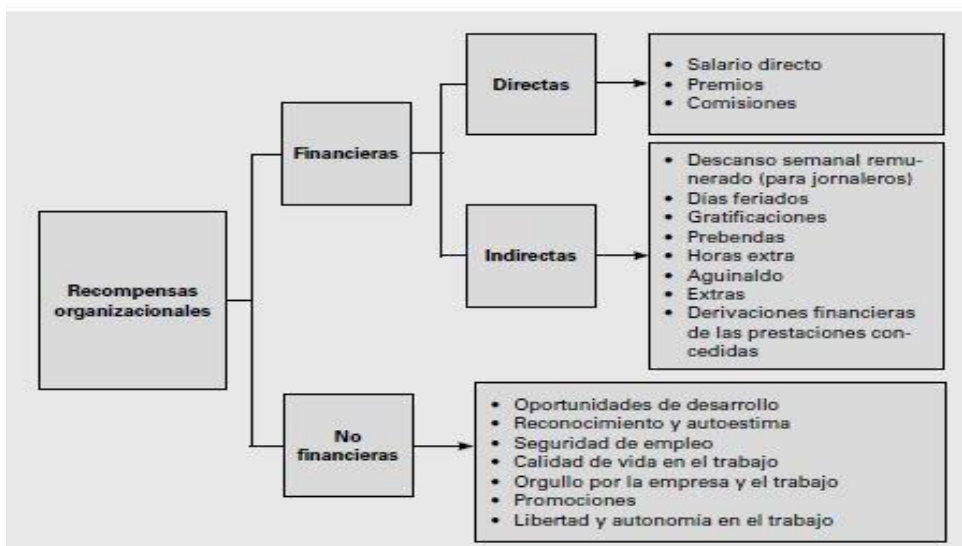 Recompensas
organizacionales
Financieras
Directas
• Salario directo
• Premios
• Comisiones
Indirectas
• Descanso semanal remu-
nerado (para jornaleros)
• Días feriados
• Gratificaciones
• Prebendas
• Horas extra
• Aguinaldo
• Extras
• Derivaciones financieras
de las prestaciones con-
cedidas
No
financieras
• Oportunidades de desarrollo
• Reconocimiento y autoestima
• Seguridad de empleo
• Calidad de vida en el trabajo
• Orgullo por la empresa y el trabajo
• Promociones
• Libertad y autonomía en el trabajo